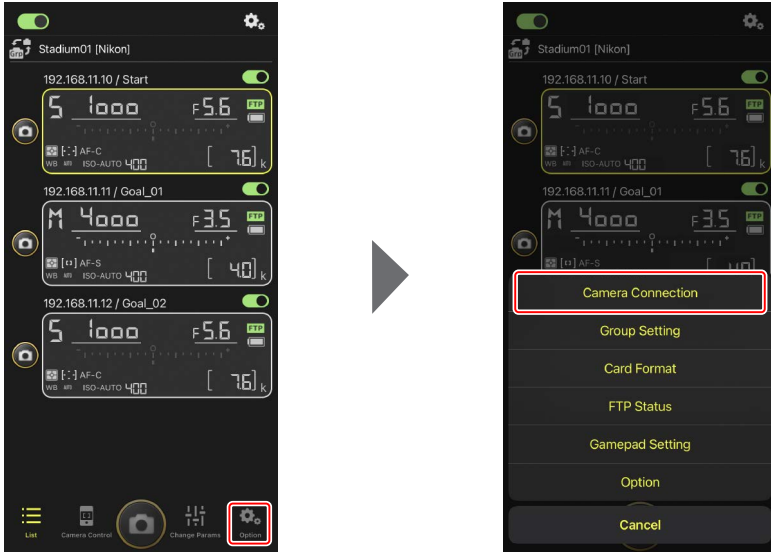 Grp
Stadium01 [Nikon]
192.168.11.10 / Start
S 1000 F5.6 FTP
AF-C
WB ISO-AUTO 400 [ 7.6] k
192.168.11.11 / Goal_01
M 4000 F3.5 FTP
AF-S
WB ISO-AUTO 400 [ 4.0] k
192.168.11.12 / Goal_02
S 1000 F5.6 FTP
AF-C
WB ISO-AUTO 400 [ 7.6] k
List
Camera Control
Change Params
Option
Grp
Stadium01 [Nikon]
192.168.11.10 / Start
S 1000 F5.6 FTP
AF-C
WB ISO-AUTO 400 [ 7.6] k
192.168.11.11 / Goal_01
M 4000 F3.5 FTP
AF-S
Camera Connection
Group Setting
Card Format
FTP Status
Gamepad Setting
Option
Cancel